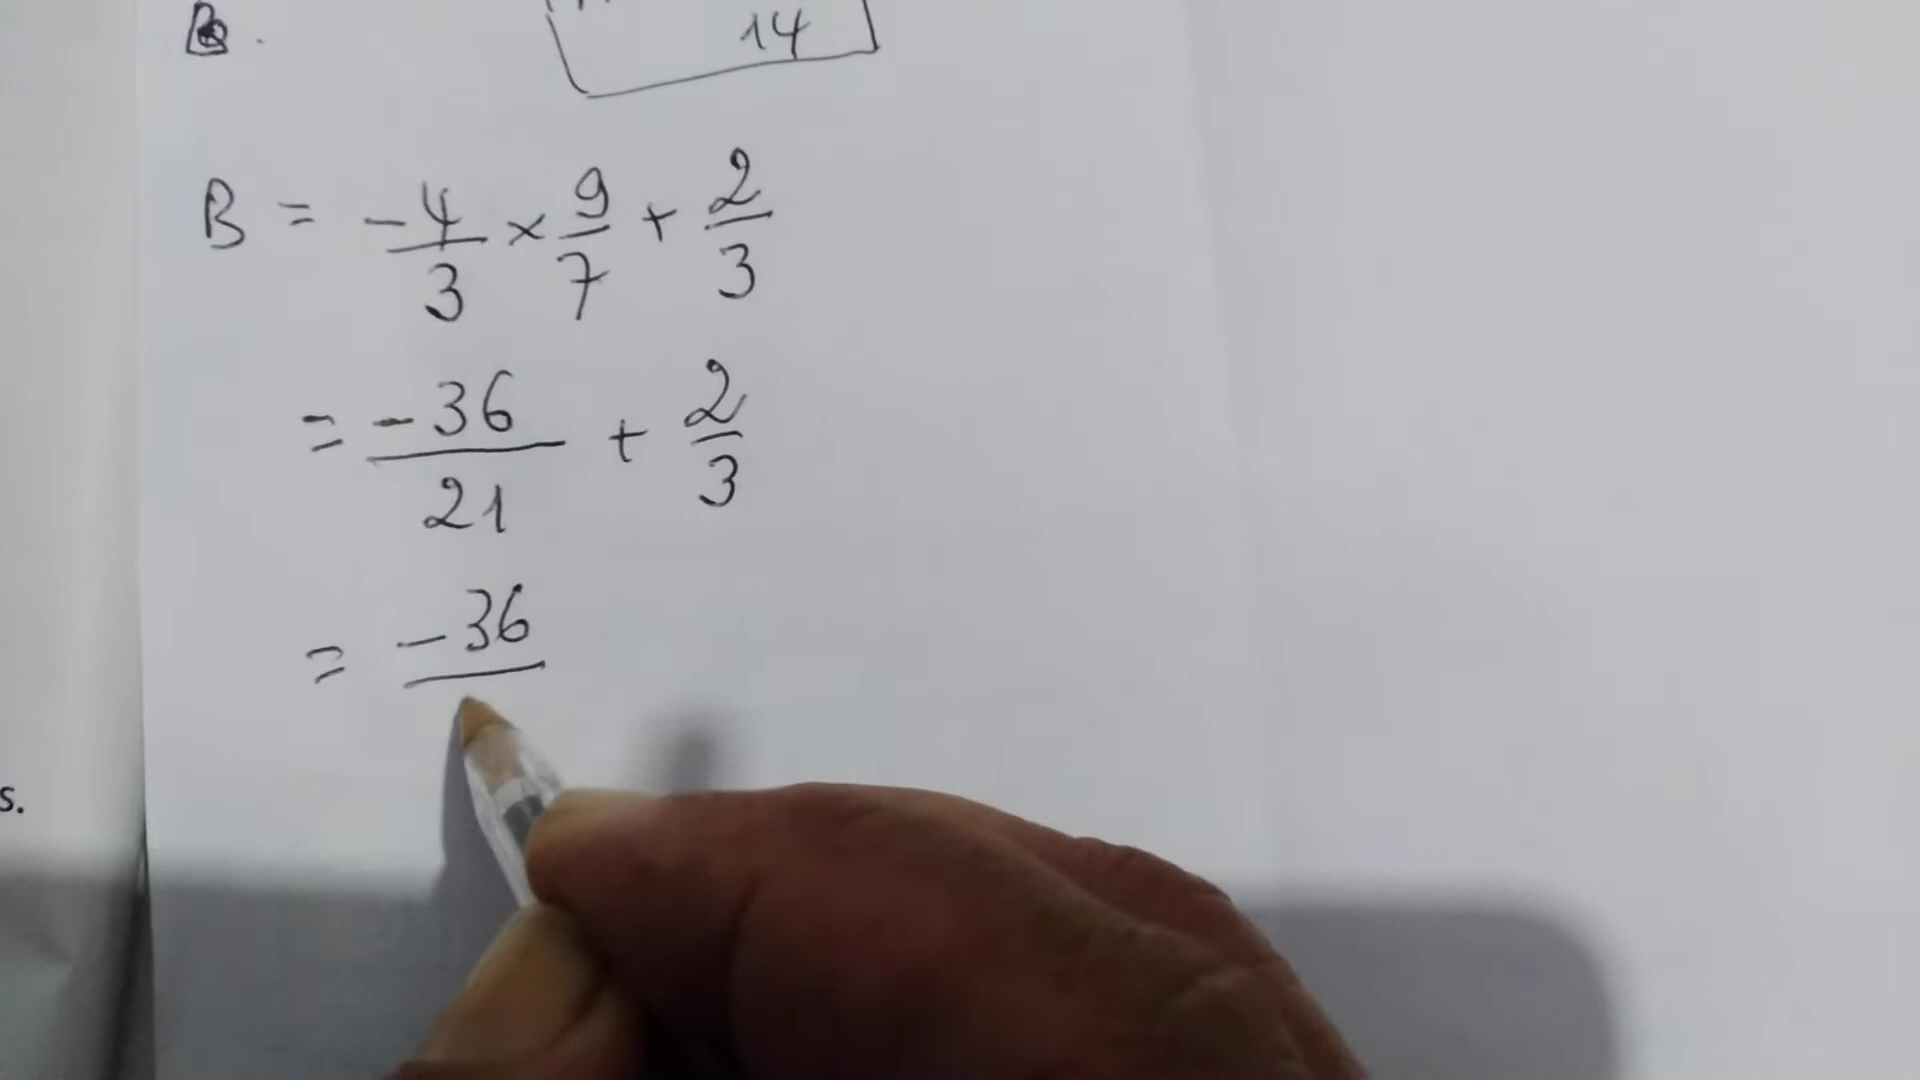 B.
14
B = -4/3 × 9/7 + 2/3
= -36/21 + 2/3
= -36
s.